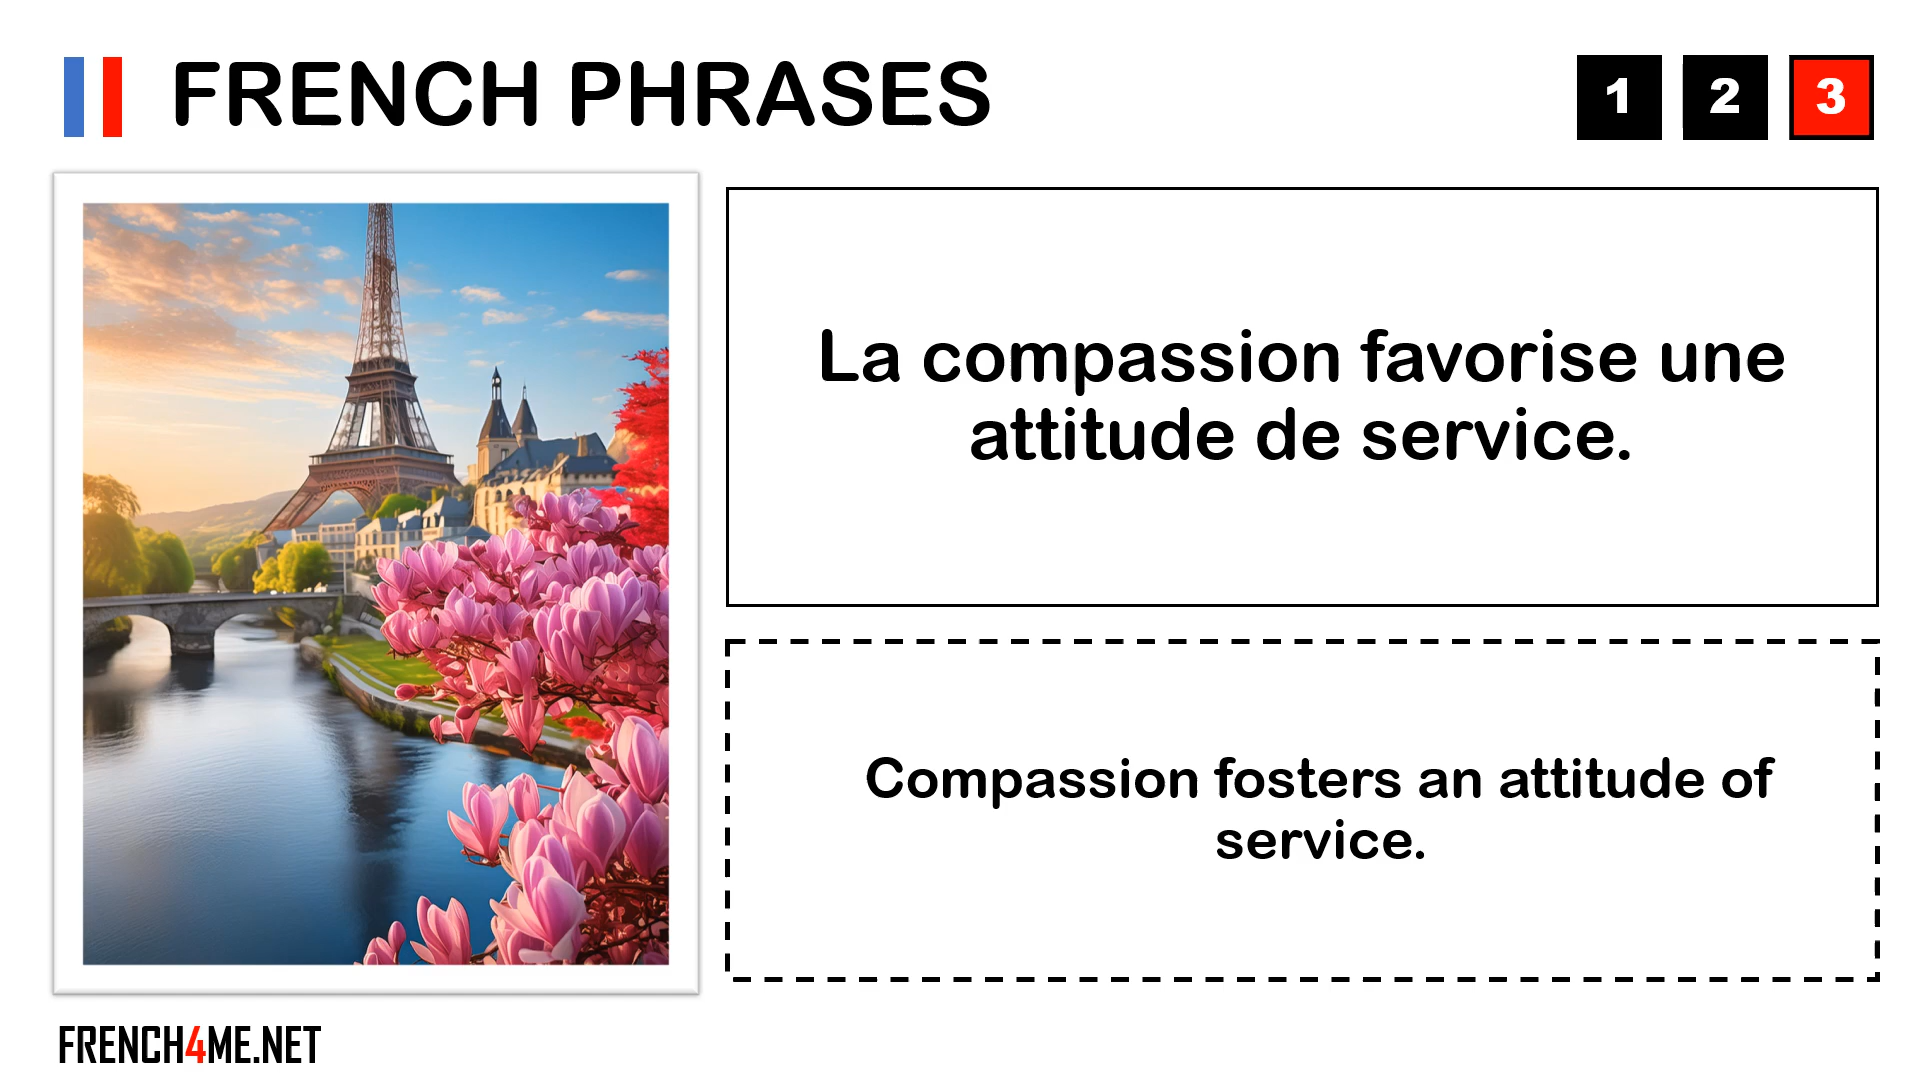 FRENCH PHRASES
1 2 3
La compassion favorise une
attitude de service.
Compassion fosters an attitude of
service.
FRENCH4ME.NET